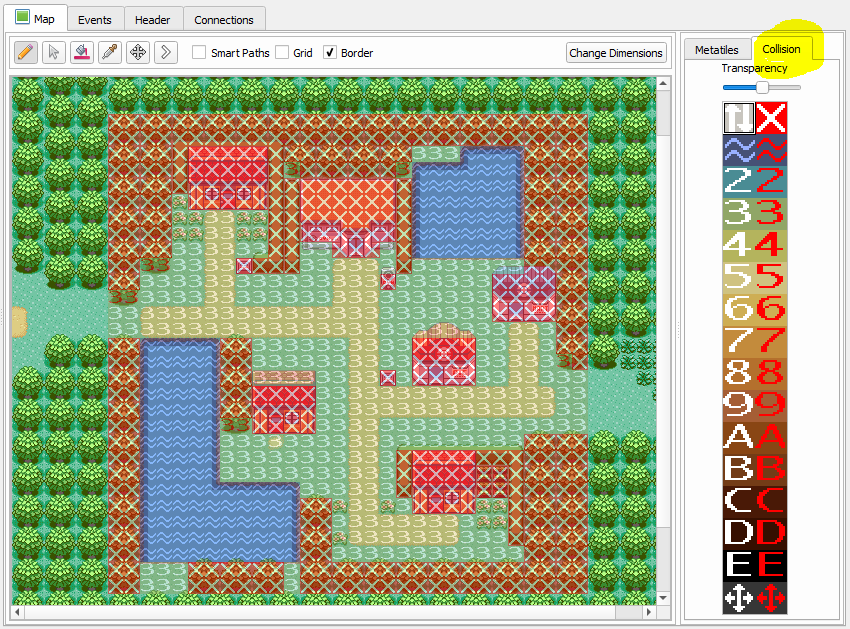 Map Events Header Connections
Smart Paths Grid Border Change Dimensions
Metatiles Collision
Transparency
2 2
3 3
4 4
5 5
6 6
7 7
8 8
9 9
A A
B B
C C
D D
E E